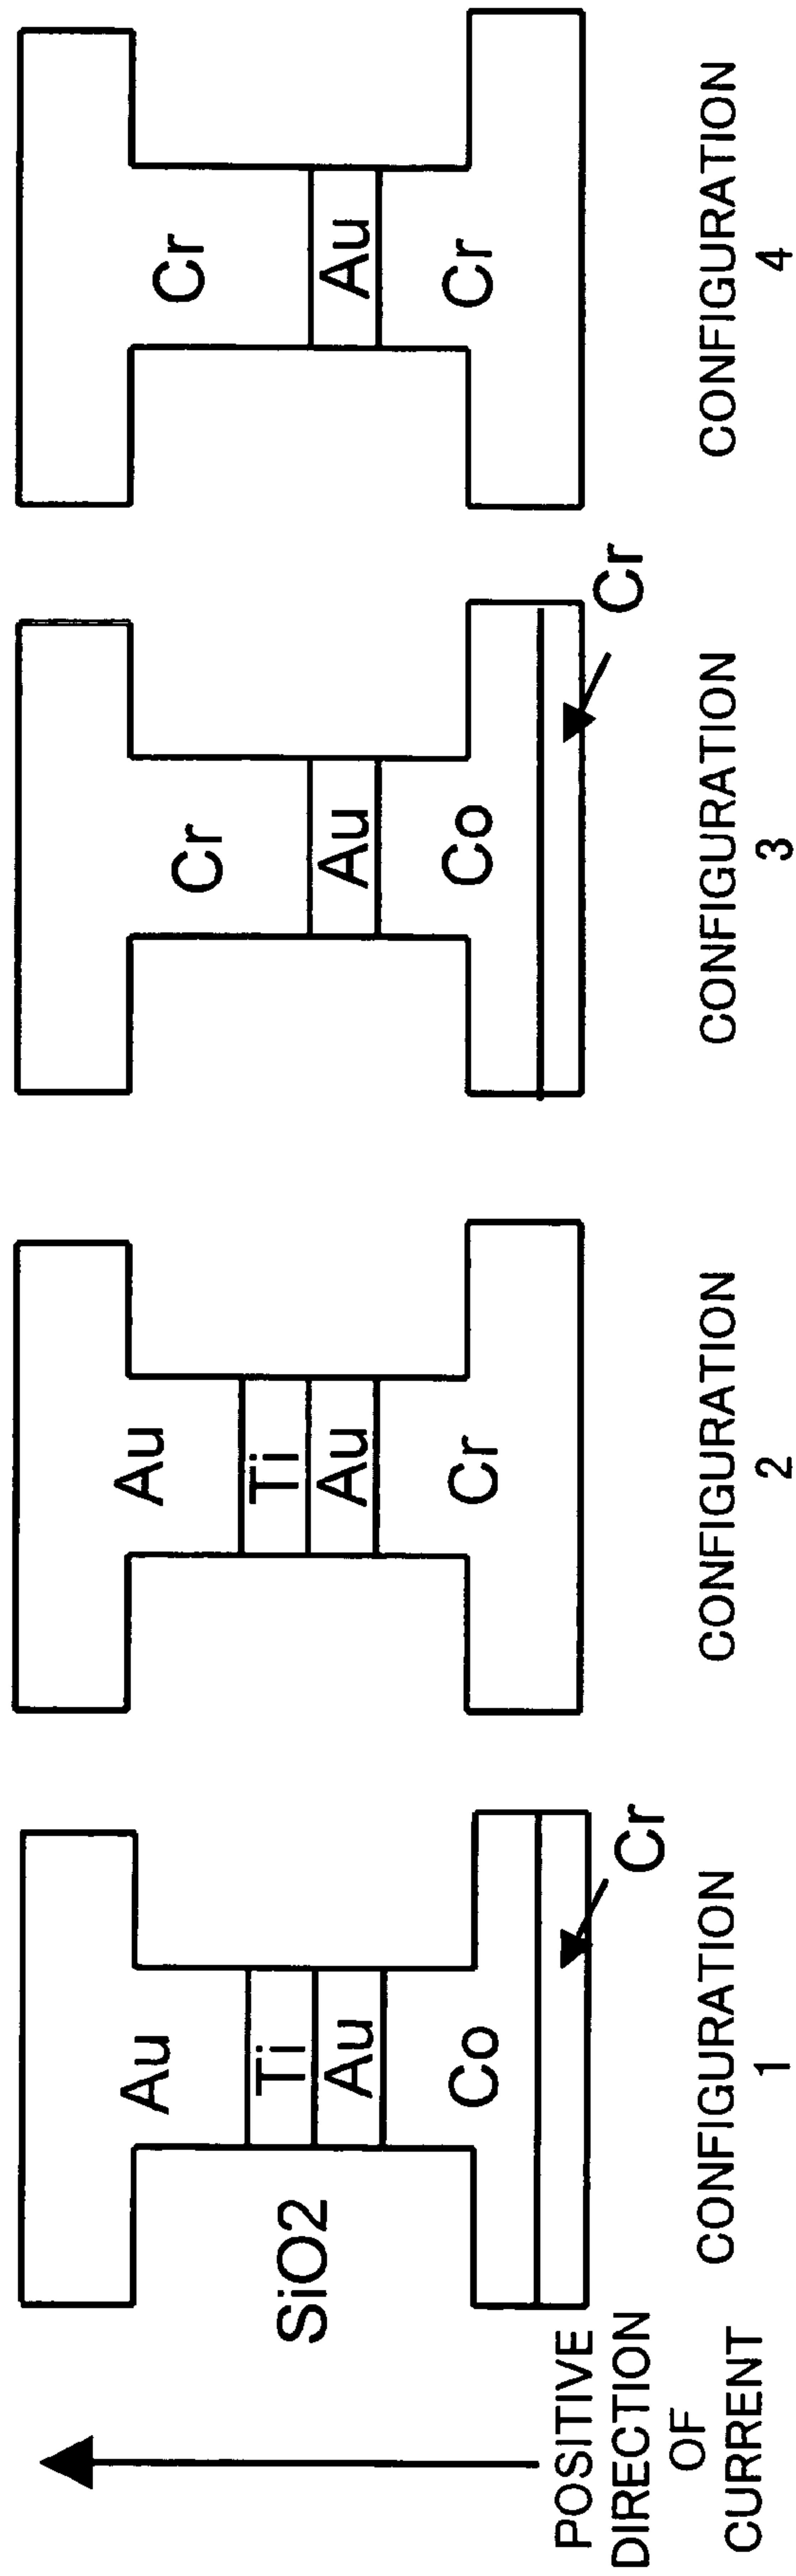 POSITIVE
DIRECTION
OF
CURRENT
SiO2
Au
Ti
Au
Co
Cr
CONFIGURATION
1
Au
Ti
Au
Cr
CONFIGURATION
2
Cr
Au
Co
Cr
CONFIGURATION
3
Cr
Au
Cr
CONFIGURATION
4